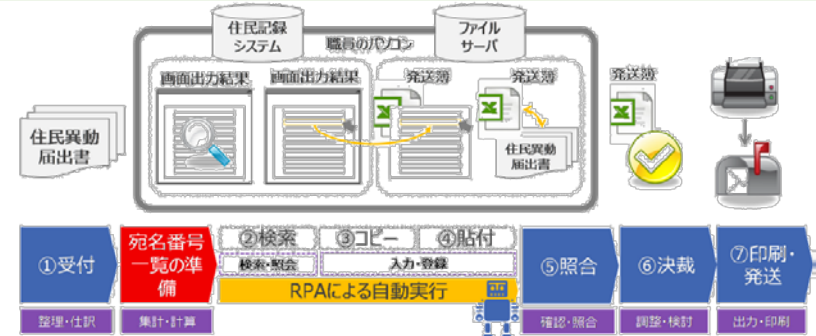 住民記録
システム
職員のパソコン
ファイル
サーバ
画面出力結果
画面出力結果
発送簿
発送簿
発送簿
住民異動
届出書
住民異動
届出書
①受付
宛名番号
一覧の準
備
②検索
③コピー
④貼付
検索・照会
入力・登録
RPAによる自動実行
⑤照合
⑥決裁
⑦印刷・
発送
整理・仕訳
集計・計算
確認・照合
調整・検討
出力・印刷